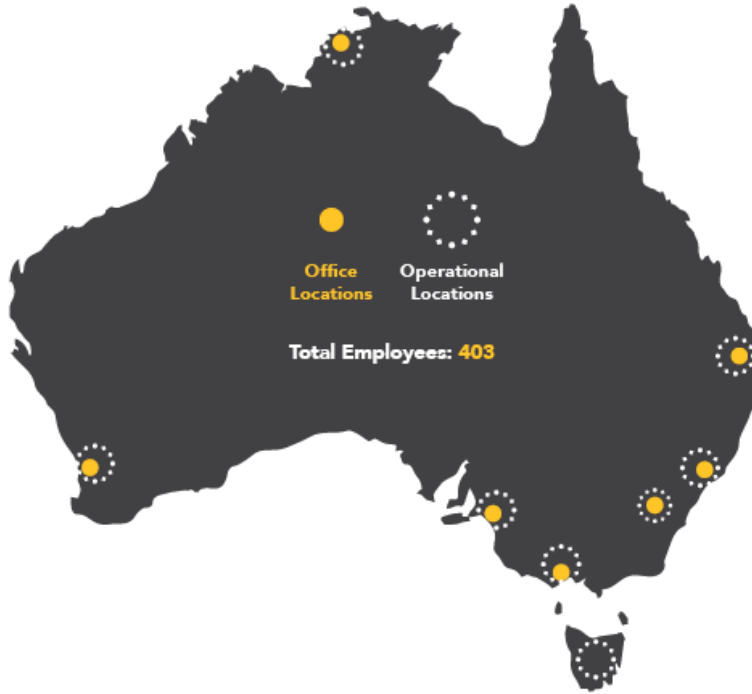 Office
Locations
Operational
Locations
Total Employees: 403